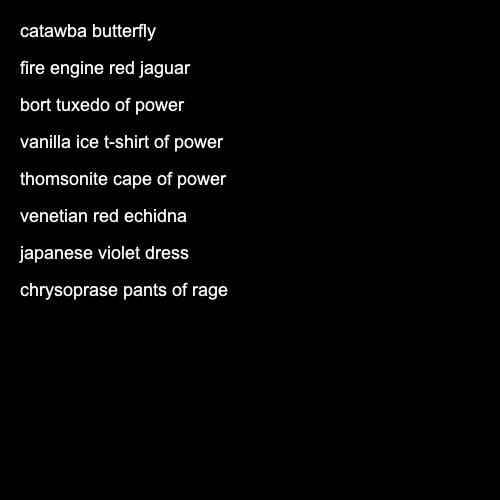 catawba butterfly
fire engine red jaguar
bort tuxedo of power
vanilla ice t-shirt of power
thomsonite cape of power
venetian red echidna
japanese violet dress
chrysoprase pants of rage